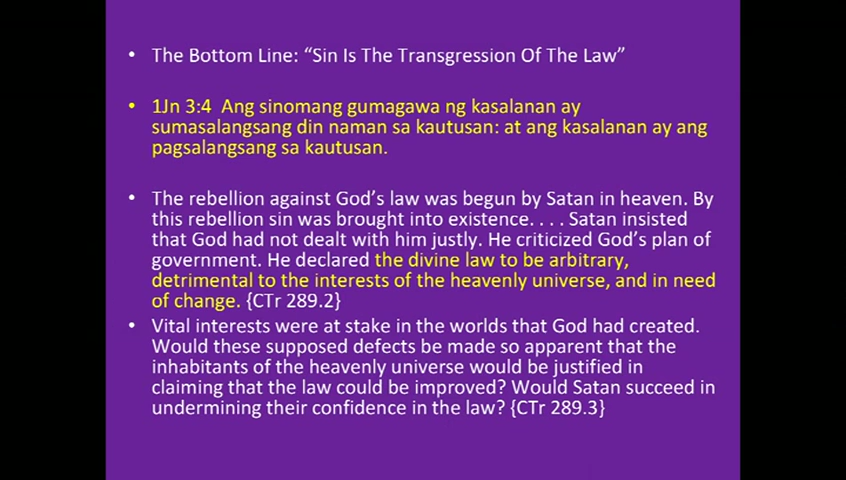 • The Bottom Line: “Sin Is The Transgression Of The Law”
• 1Jn 3:4 Ang sinomang gumagawa ng kasalanan ay
sumasalangsang din naman sa kautusan: at ang kasalanan ay ang
pagsalangsang sa kautusan.
• The rebellion against God’s law was begun by Satan in heaven. By
this rebellion sin was brought into existence. . . . Satan insisted
that God had not dealt with him justly. He criticized God’s plan of
government. He declared the divine law to be arbitrary,
detrimental to the interests of the heavenly universe, and in need
of change. {CTr 289.2}
• Vital interests were at stake in the worlds that God had created.
Would these supposed defects be made so apparent that the
inhabitants of the heavenly universe would be justified in
claiming that the law could be improved? Would Satan succeed in
undermining their confidence in the law? {CTr 289.3}